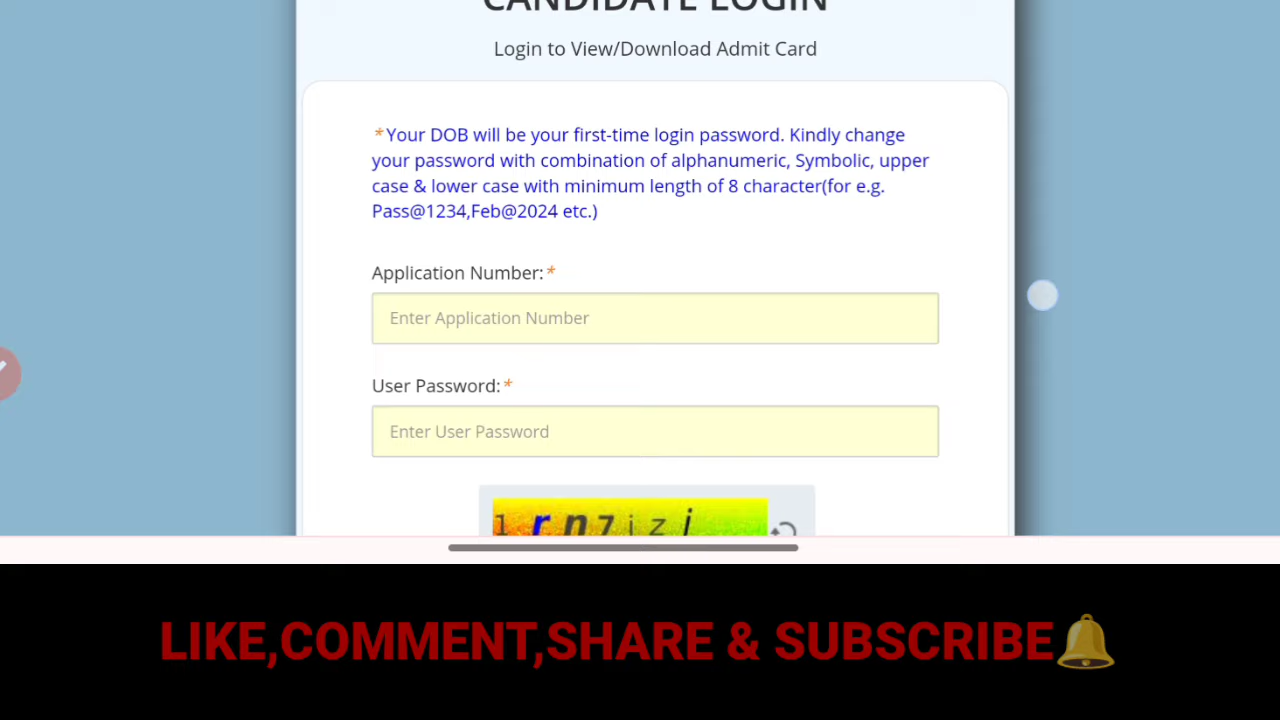 CANDIDATE LOGIN
Login to View/Download Admit Card
*Your DOB will be your first-time login password. Kindly change
your password with combination of alphanumeric, Symbolic, upper
case & lower case with minimum length of 8 character(for e.g.
Pass@1234,Feb@2024 etc.)
Application Number:*
Enter Application Number
User Password:*
Enter User Password
LIKE,COMMENT,SHARE & SUBSCRIBE🔔